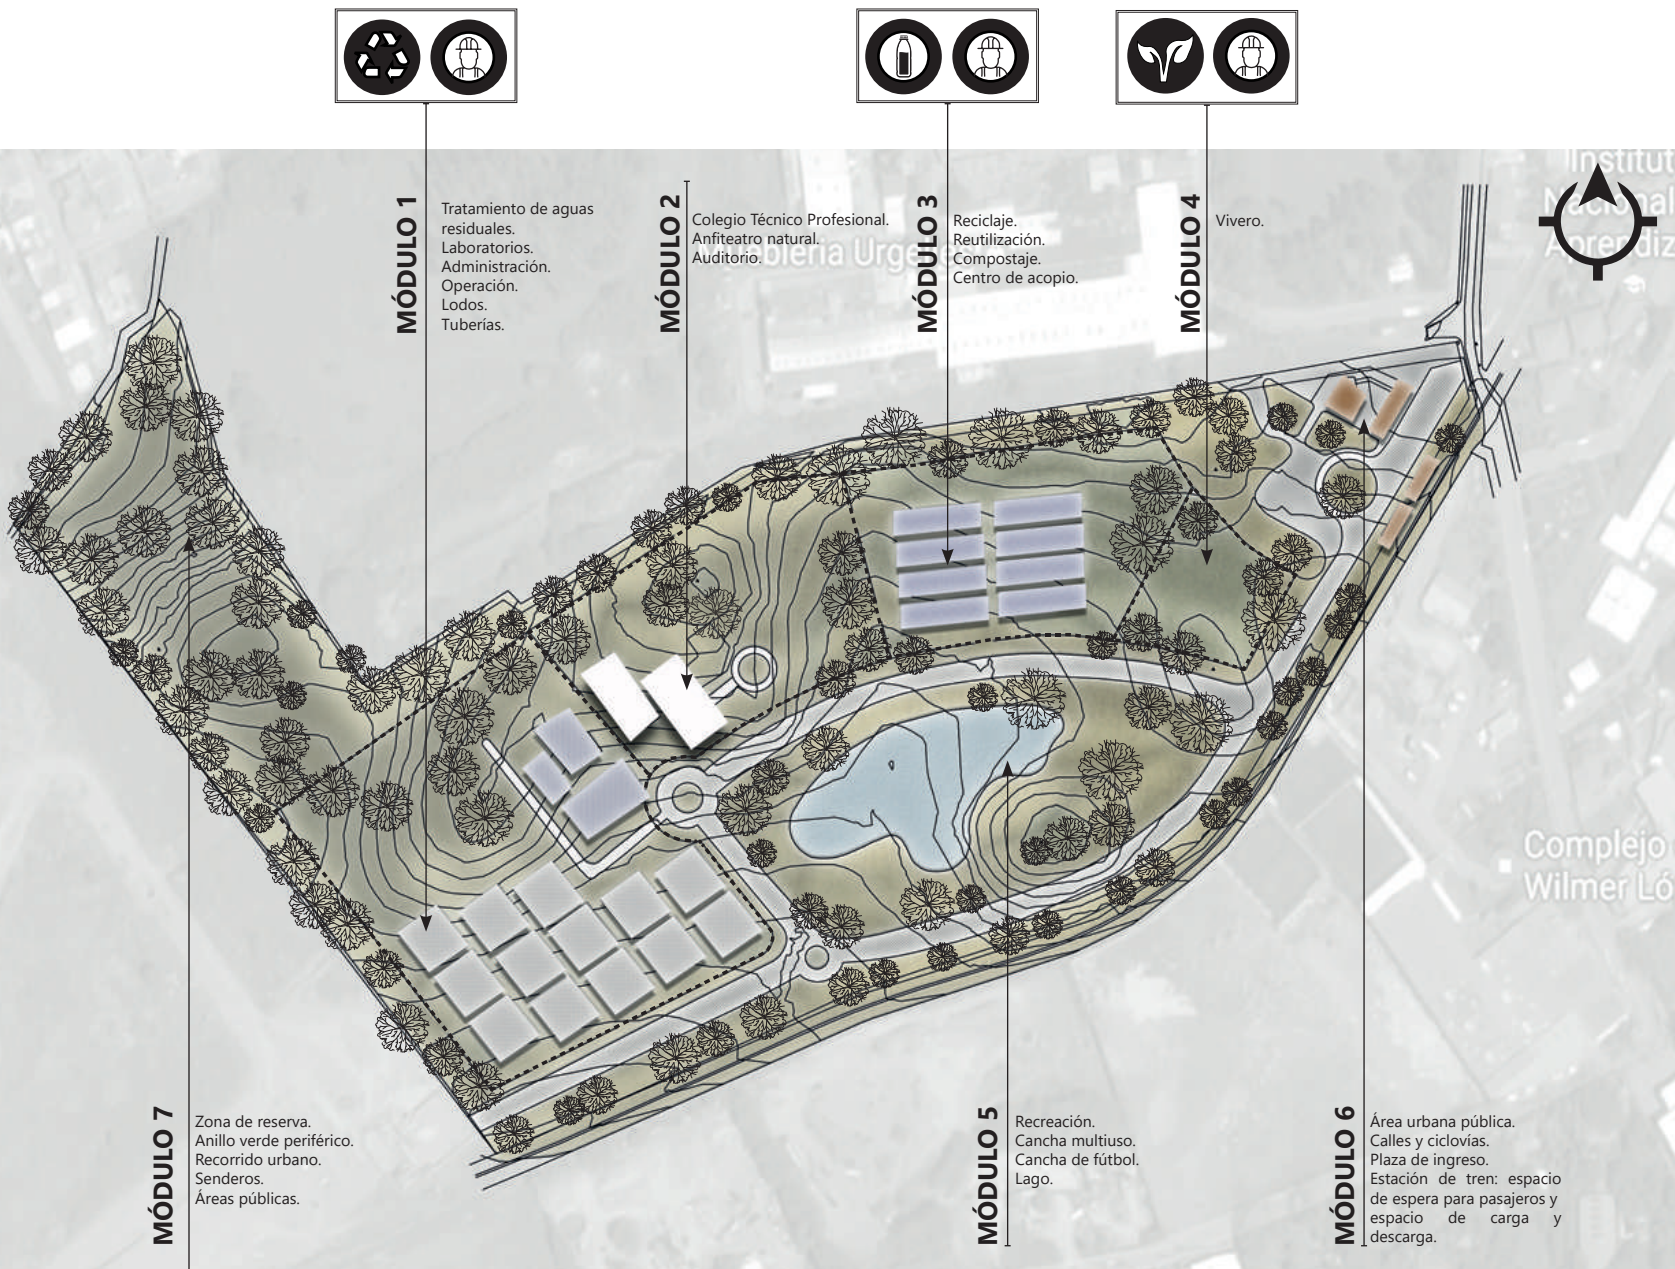 MÓDULO 1
Tratamiento de aguas
residuales.
Laboratorios.
Administración.
Operación.
Lodos.
Tuberías.
MÓDULO 2
Colegio Técnico Profesional.
Anfiteatro natural.
Auditorio.
MÓDULO 3
Reciclaje.
Reutilización.
Compostaje.
Centro de acopio.
MÓDULO 4
Vivero.
Institut
Nacional
Aprendiz
Complejo
Wilmer Ló
MÓDULO 7
Zona de reserva.
Anillo verde periférico.
Recorrido urbano.
Senderos.
Áreas públicas.
MÓDULO 5
Recreación.
Cancha multiuso.
Cancha de fútbol.
Lago.
MÓDULO 6
Área urbana pública.
Calles y ciclovías.
Plaza de ingreso.
Estación de tren: espacio
de espera para pasajeros y
espacio de carga y
descarga.